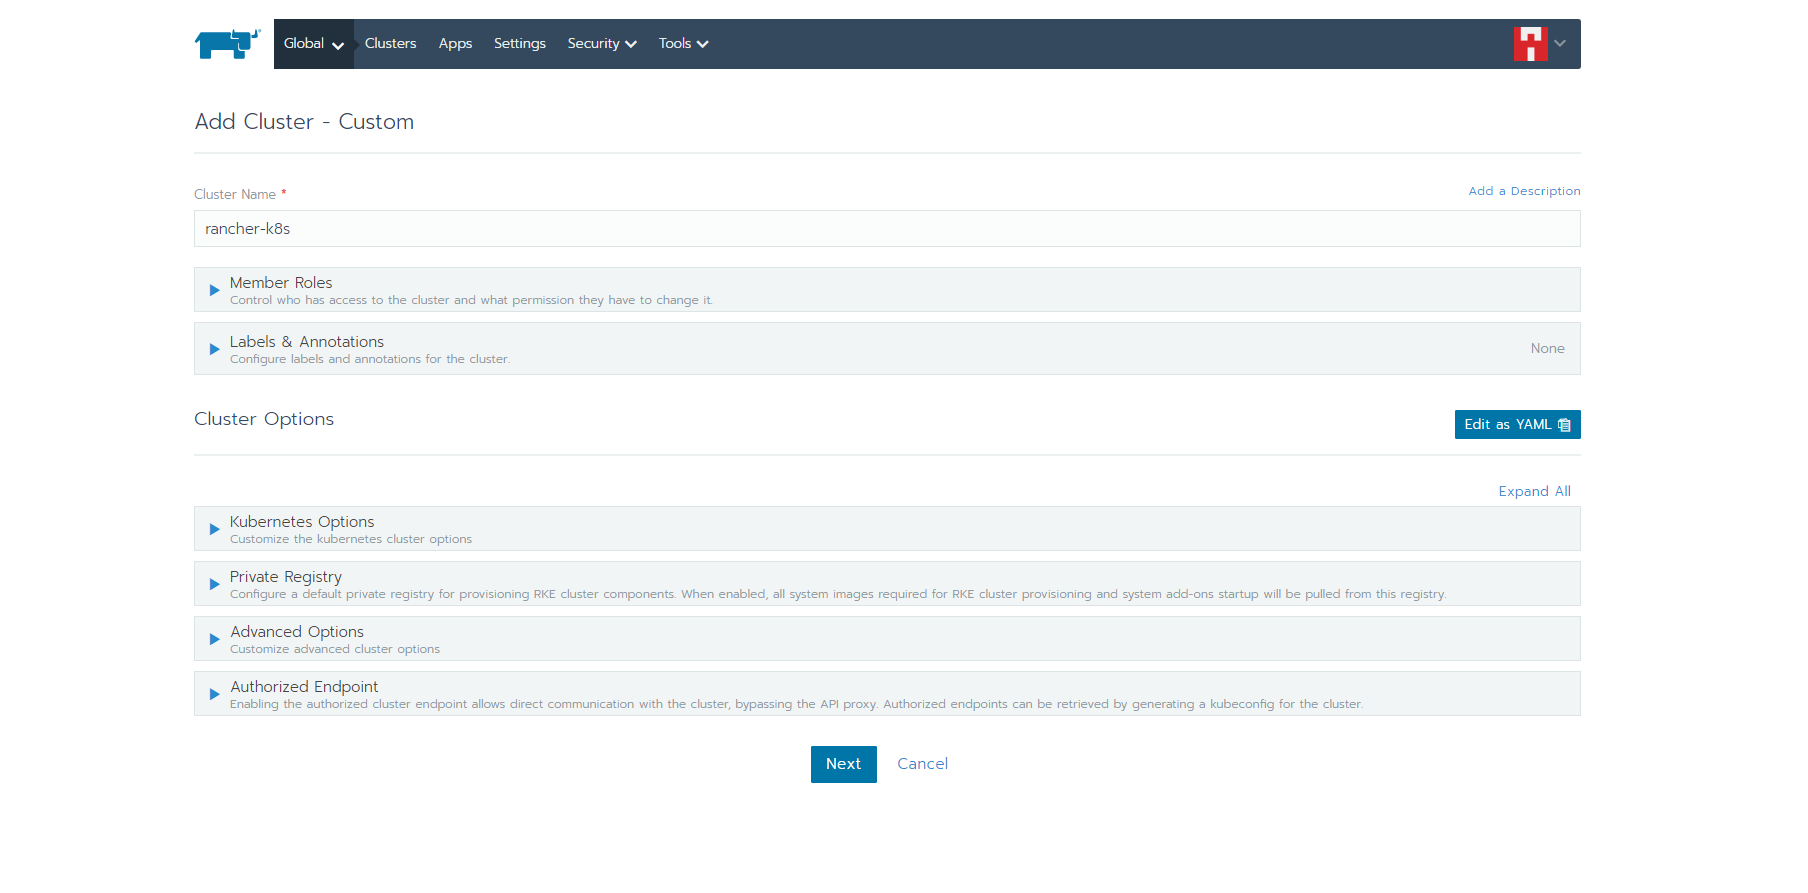 Global Clusters Apps Settings Security Tools
Add Cluster - Custom
Cluster Name * Add a Description
rancher-k8s
Member Roles
Control who has access to the cluster and what permission they have to change it.
Labels & Annotations
Configure labels and annotations for the cluster.
None
Cluster Options
Edit as YAML
Expand All
Kubernetes Options
Customize the kubernetes cluster options
Private Registry
Configure a default private registry for provisioning RKE cluster components. When enabled, all system images required for RKE cluster provisioning and system add-ons startup will be pulled from this registry.
Advanced Options
Customize advanced cluster options
Authorized Endpoint
Enabling the authorized cluster endpoint allows direct communication with the cluster, bypassing the API proxy. Authorized endpoints can be retrieved by generating a kubeconfig for the cluster.
Next Cancel